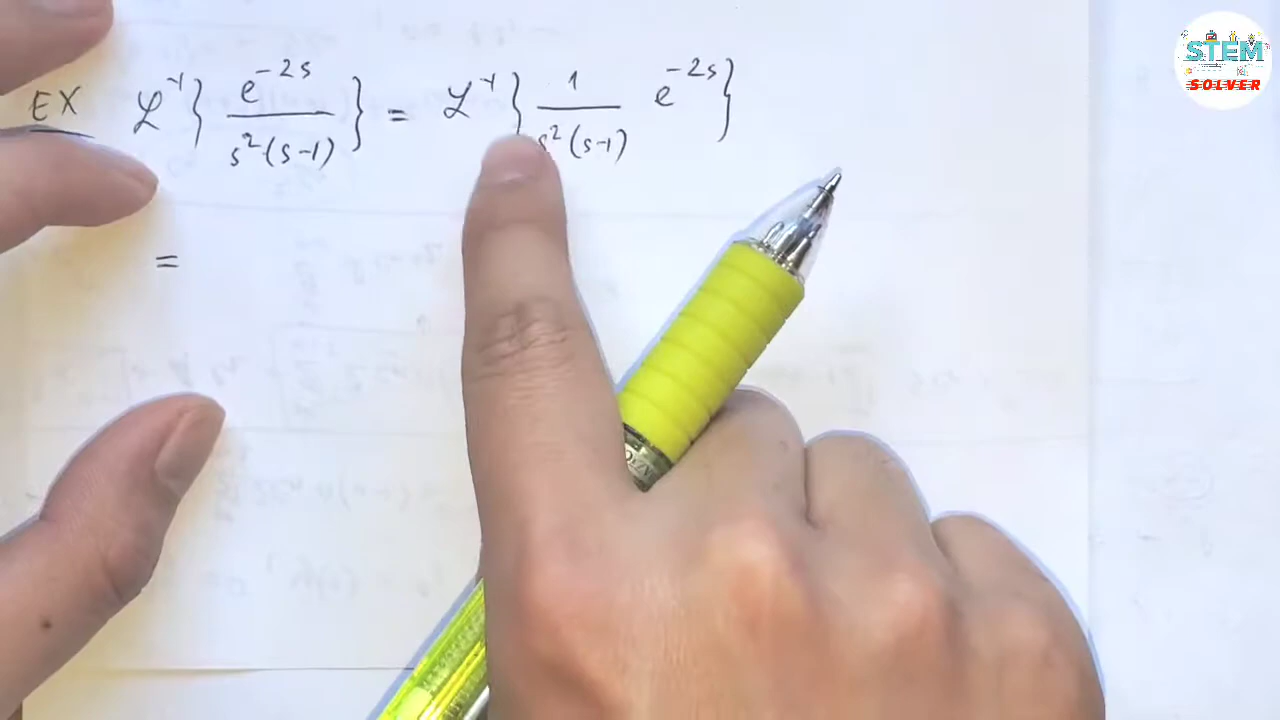 STEM
SOLVER
EX ℒ⁻¹{ e^{-2s} / s²·(s-1) } = ℒ⁻¹{ 1 / s²(s-1) e^{-2s} }
=